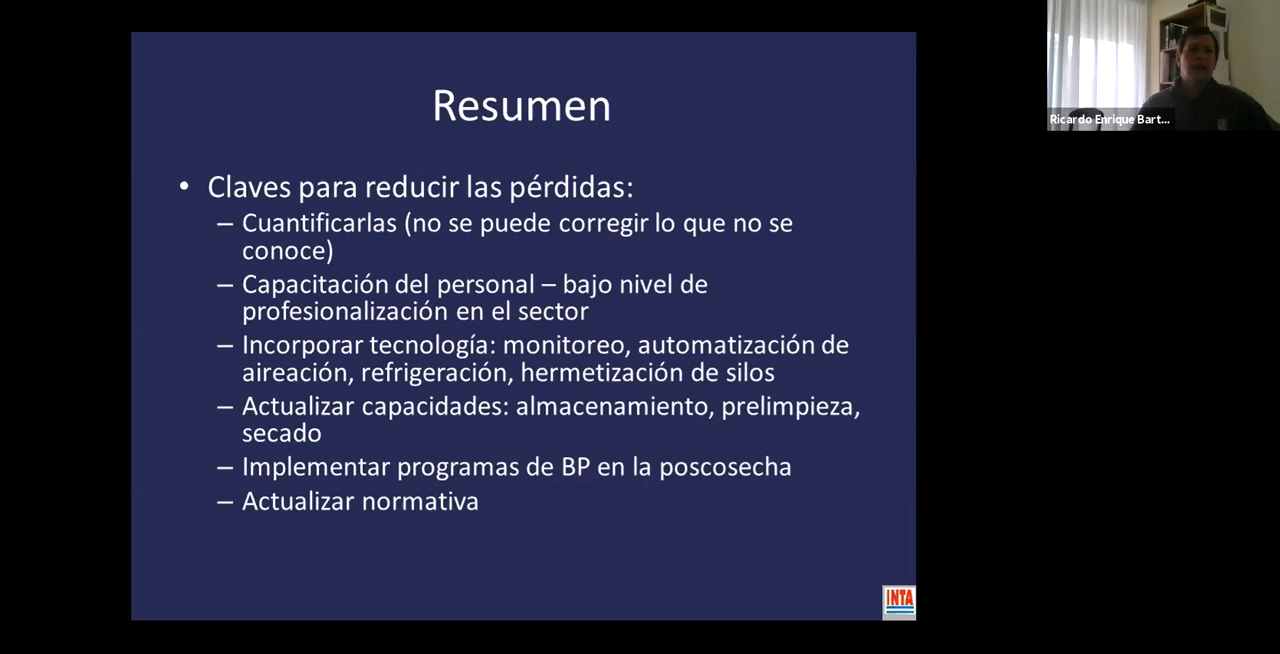 Resumen
• Claves para reducir las pérdidas:
– Cuantificarlas (no se puede corregir lo que no se
conoce)
– Capacitación del personal – bajo nivel de
profesionalización en el sector
– Incorporar tecnología: monitoreo, automatización de
aireación, refrigeración, hermetización de silos
– Actualizar capacidades: almacenamiento, prelimpieza,
secado
– Implementar programas de BP en la poscosecha
– Actualizar normativa
INTA
Ricardo Enrique Bart...